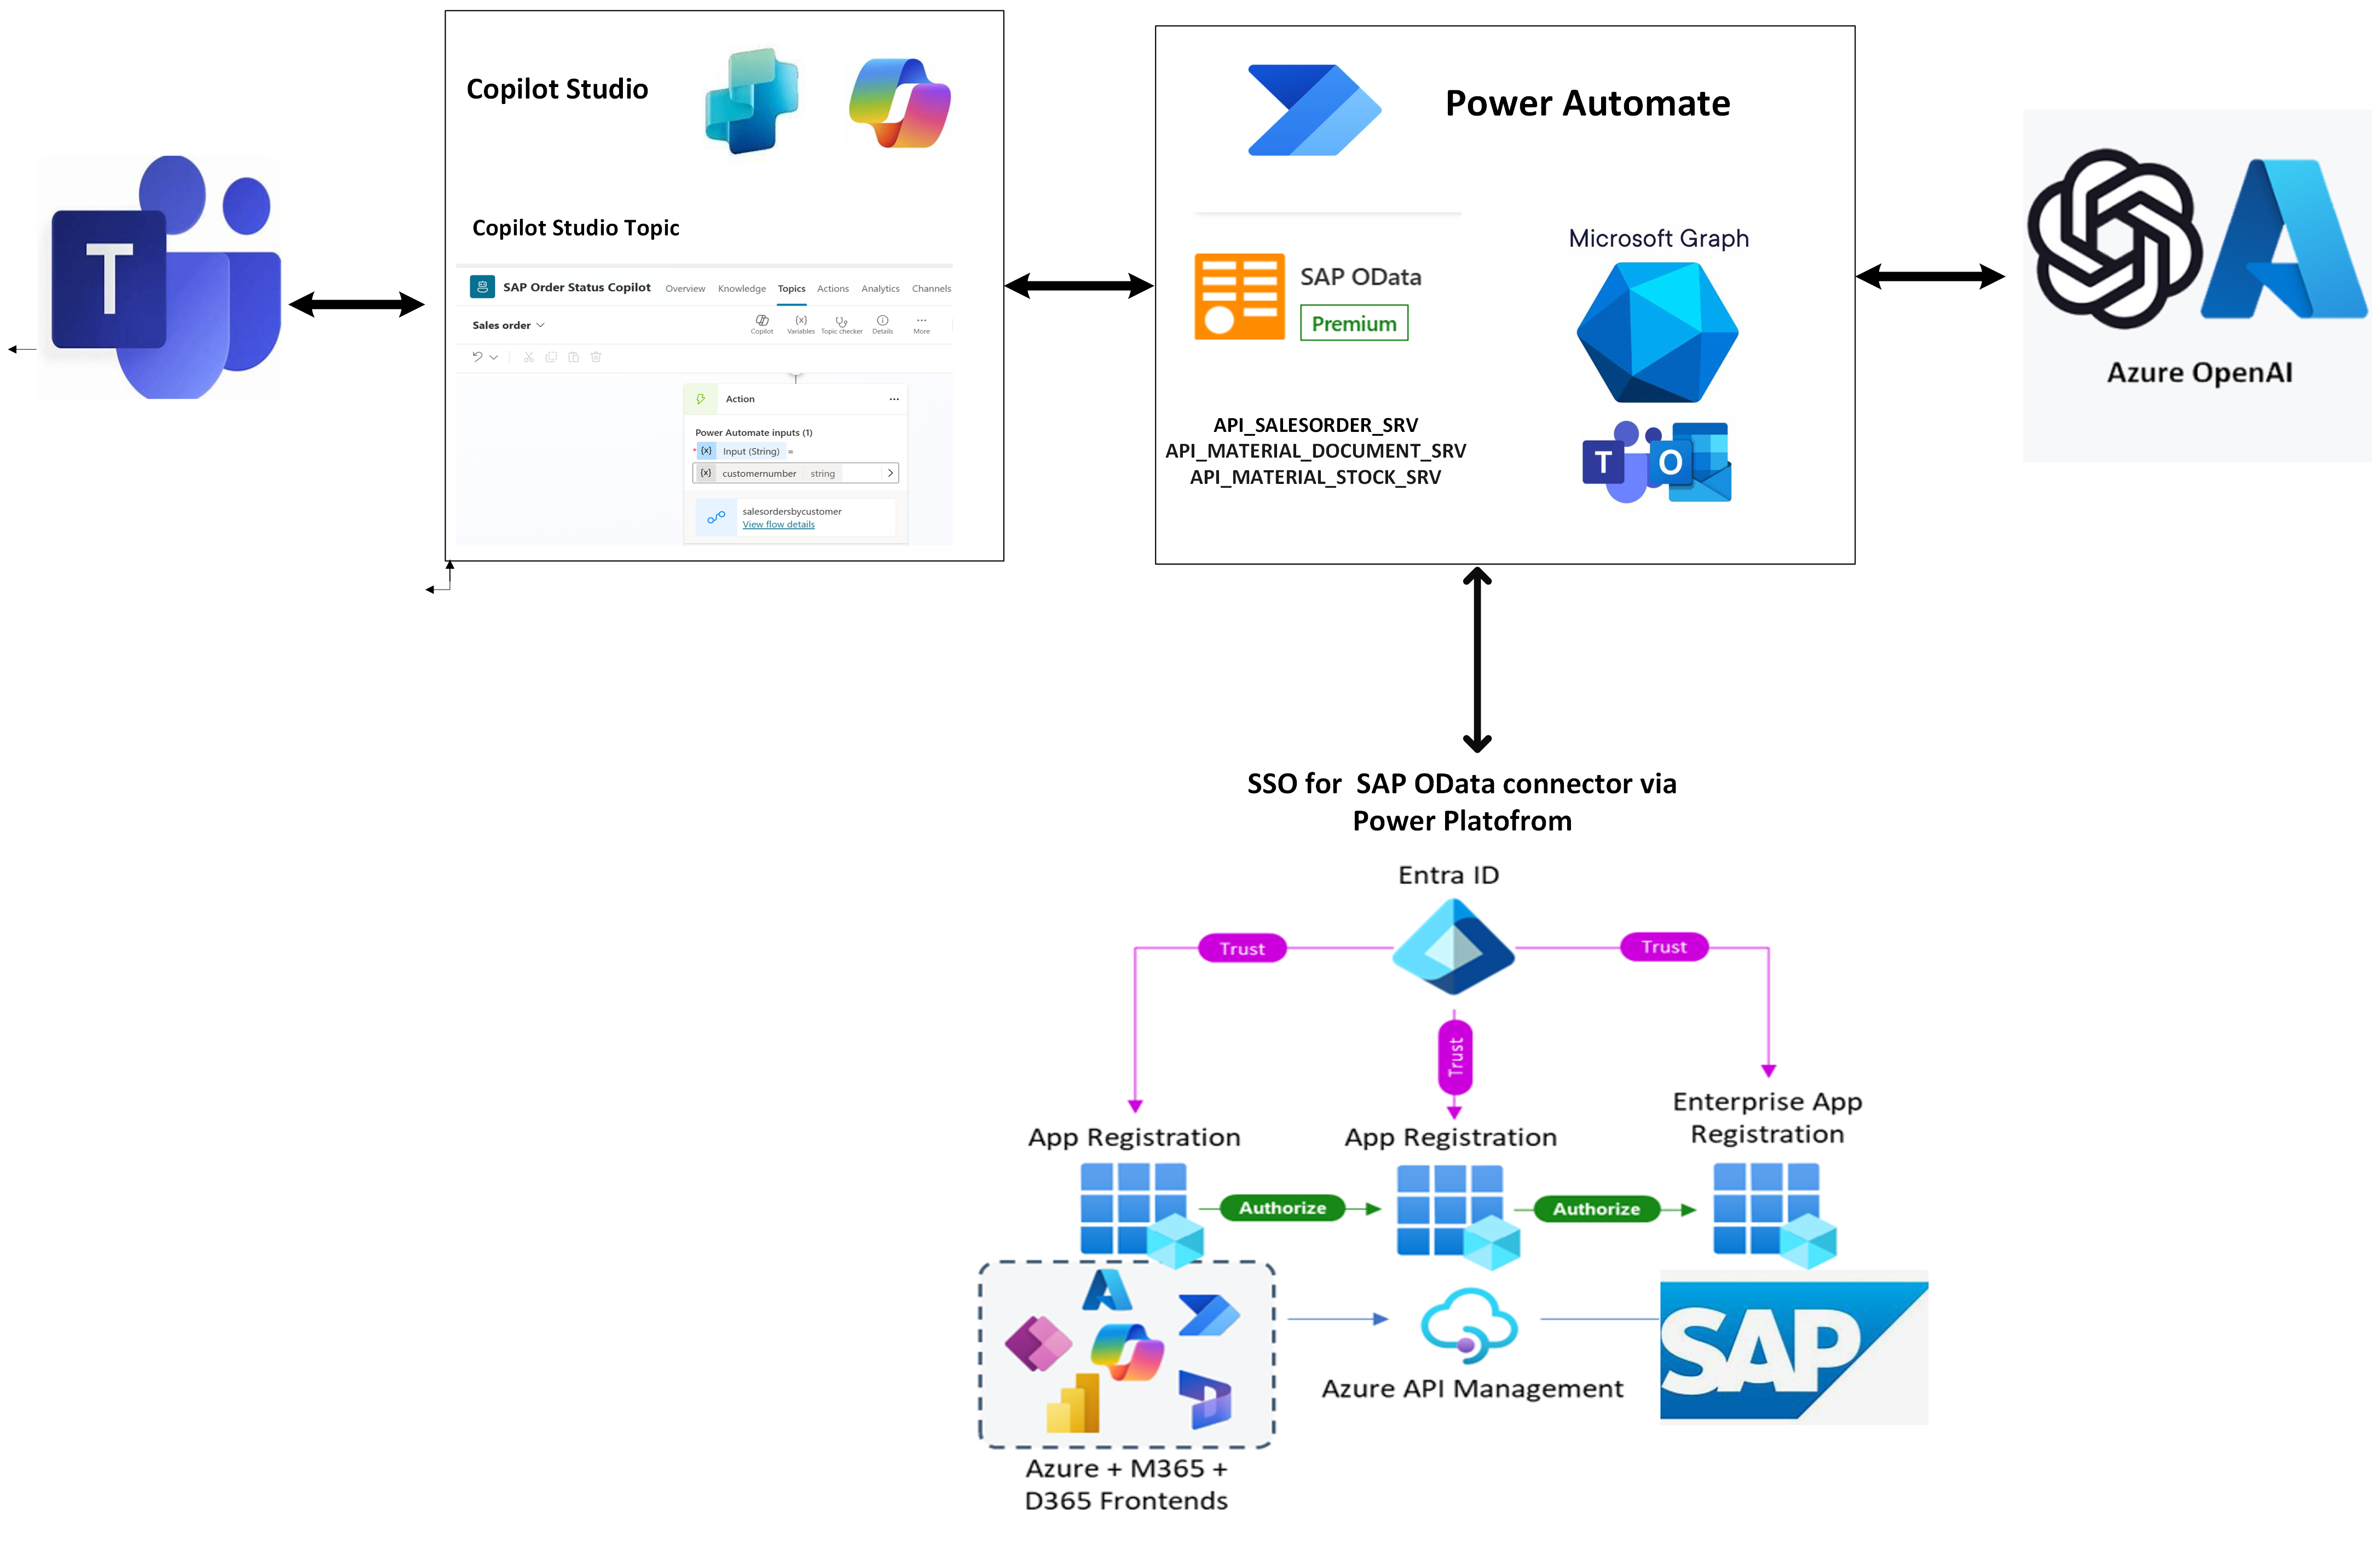 T
Copilot Studio
Copilot Studio Topic
SAP Order Status Copilot Overview Knowledge Topics Actions Analytics Channels
Sales order
Copilot Variables Topic checker Details More
Action
Power Automate inputs (1)
* {x} Input (String) =
{x} customernumber string
salesordersbycustomer
View flow details
Power Automate
SAP OData
Premium
API_SALESORDER_SRV
API_MATERIAL_DOCUMENT_SRV
API_MATERIAL_STOCK_SRV
Microsoft Graph
T O
Azure OpenAI
SSO for SAP OData connector via
Power Platofrom
Entra ID
Trust
Trust
Trust
App Registration
App Registration
Enterprise App
Registration
Authorize
Authorize
Azure API Management
SAP
Azure + M365 +
D365 Frontends